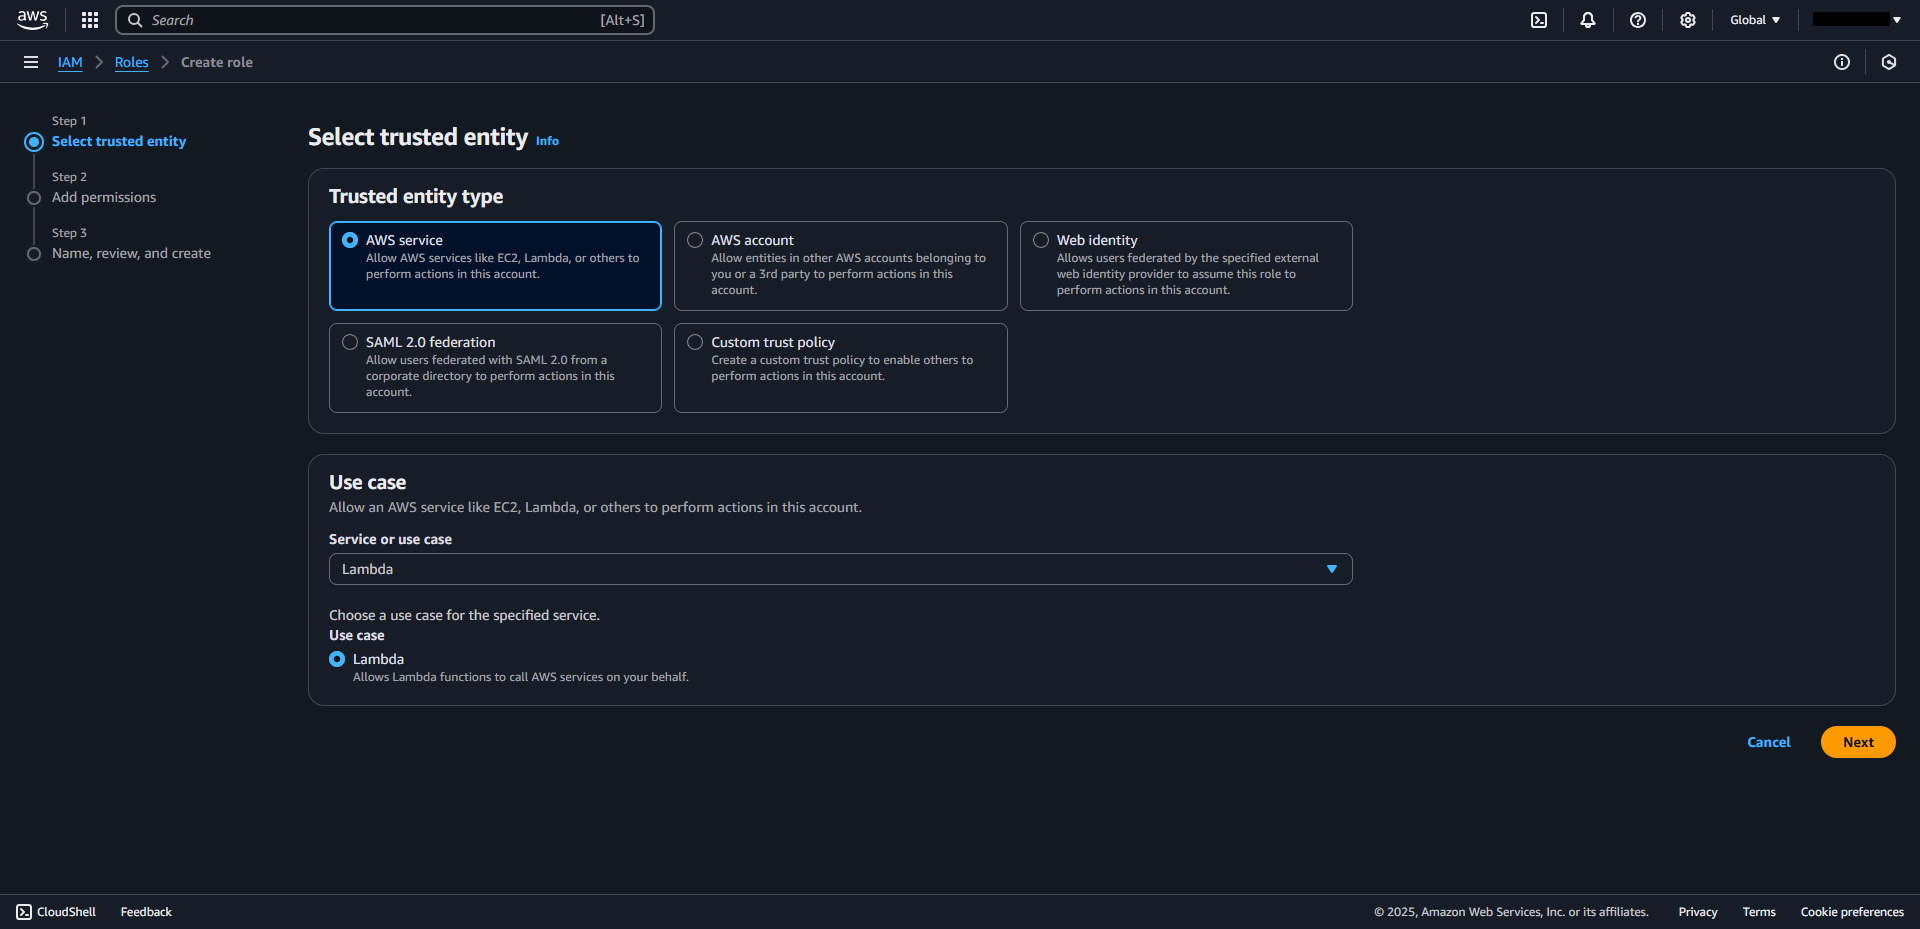 aws
Search [Alt+S]
Global
IAM > Roles > Create role
Step 1
Select trusted entity
Step 2
Add permissions
Step 3
Name, review, and create
Select trusted entity Info
Trusted entity type
AWS service
Allow AWS services like EC2, Lambda, or others to
perform actions in this account.
AWS account
Allow entities in other AWS accounts belonging to
you or a 3rd party to perform actions in this
account.
Web identity
Allows users federated by the specified external
web identity provider to assume this role to
perform actions in this account.
SAML 2.0 federation
Allow users federated with SAML 2.0 from a
corporate directory to perform actions in this
account.
Custom trust policy
Create a custom trust policy to enable others to
perform actions in this account.
Use case
Allow an AWS service like EC2, Lambda, or others to perform actions in this account.
Service or use case
Lambda
Choose a use case for the specified service.
Use case
Lambda
Allows Lambda functions to call AWS services on your behalf.
Cancel Next
CloudShell Feedback © 2025, Amazon Web Services, Inc. or its affiliates. Privacy Terms Cookie preferences